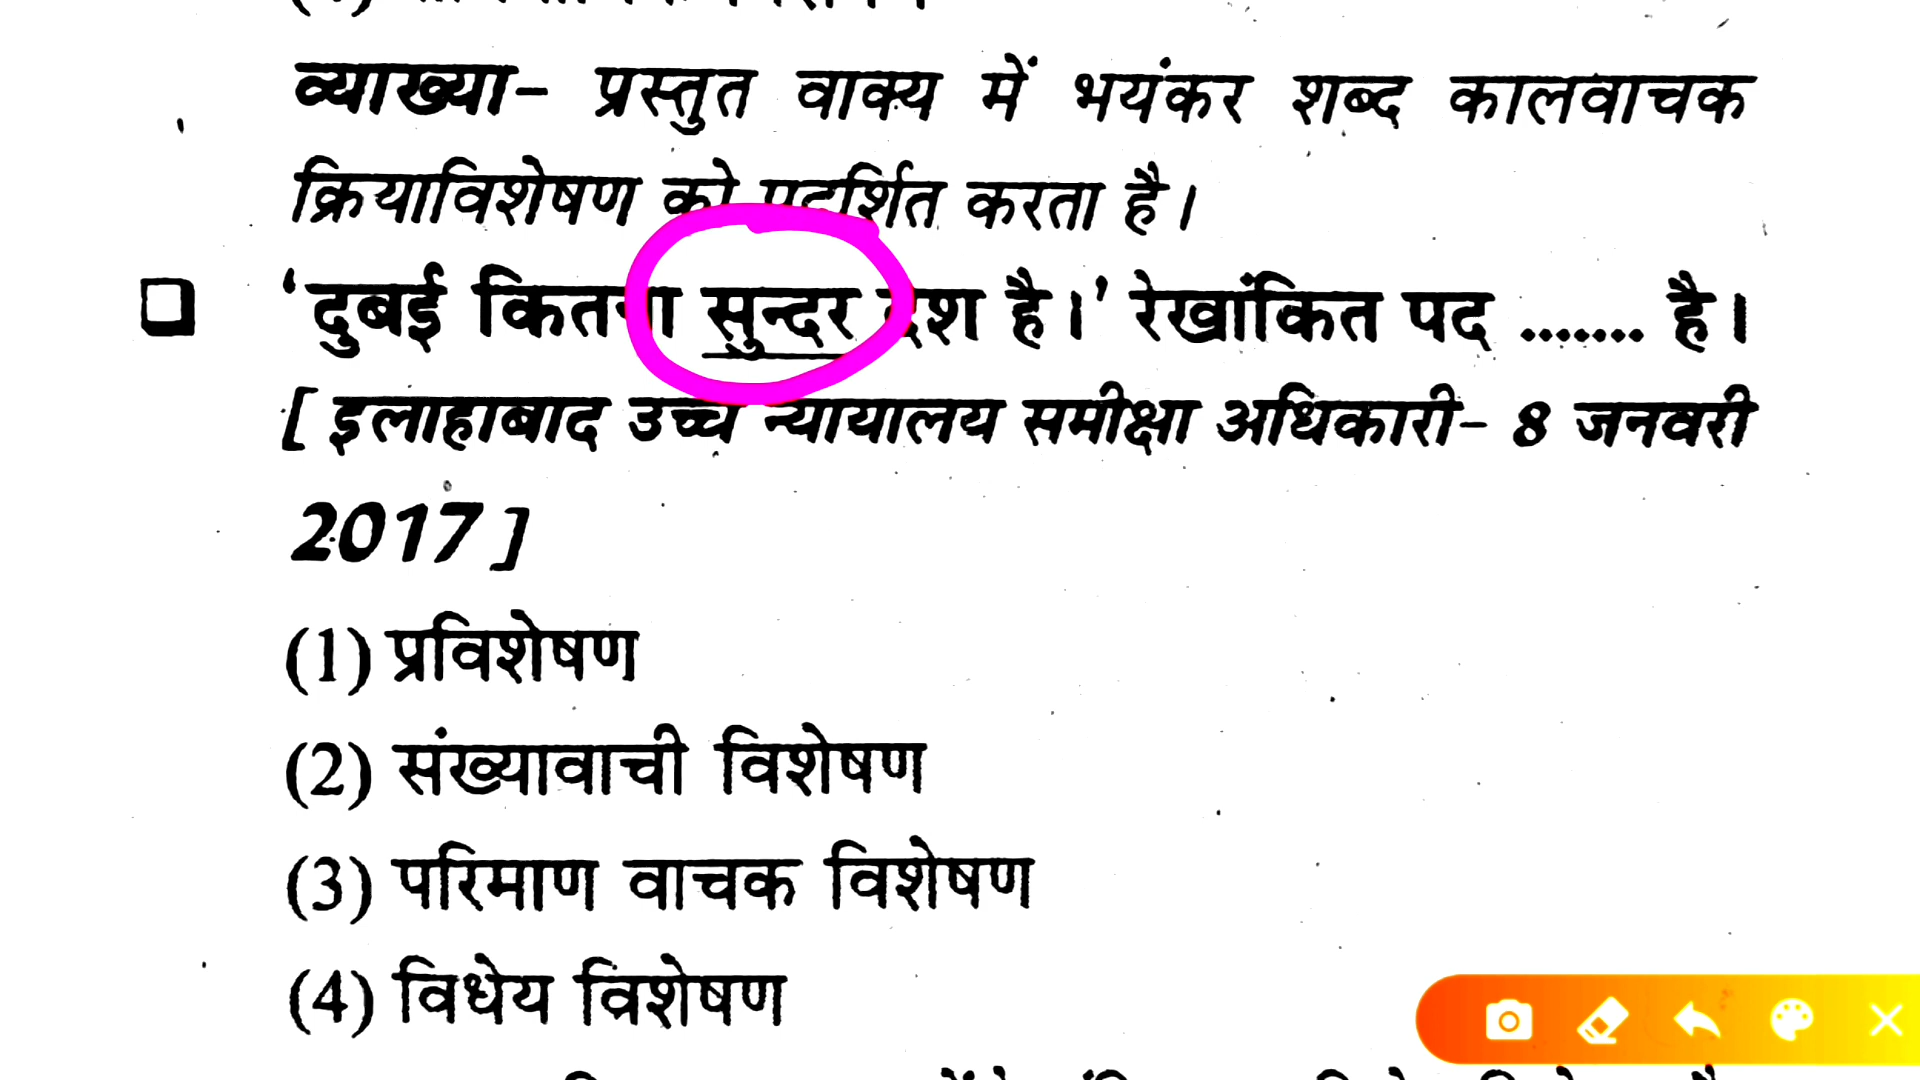 व्याख्या- प्रस्तुत वाक्य में भयंकर शब्द कालवाचक
क्रियाविशेषण को प्रदर्शित करता है।
‘दुबई कितना सुन्दर देश है।’ रेखांकित पद ....... है।
[ इलाहाबाद उच्च न्यायालय समीक्षा अधिकारी- 8 जनवरी
2017 ]
(1) प्रविशेषण
(2) संख्यावाची विशेषण
(3) परिमाण वाचक विशेषण
(4) विधेय विशेषण